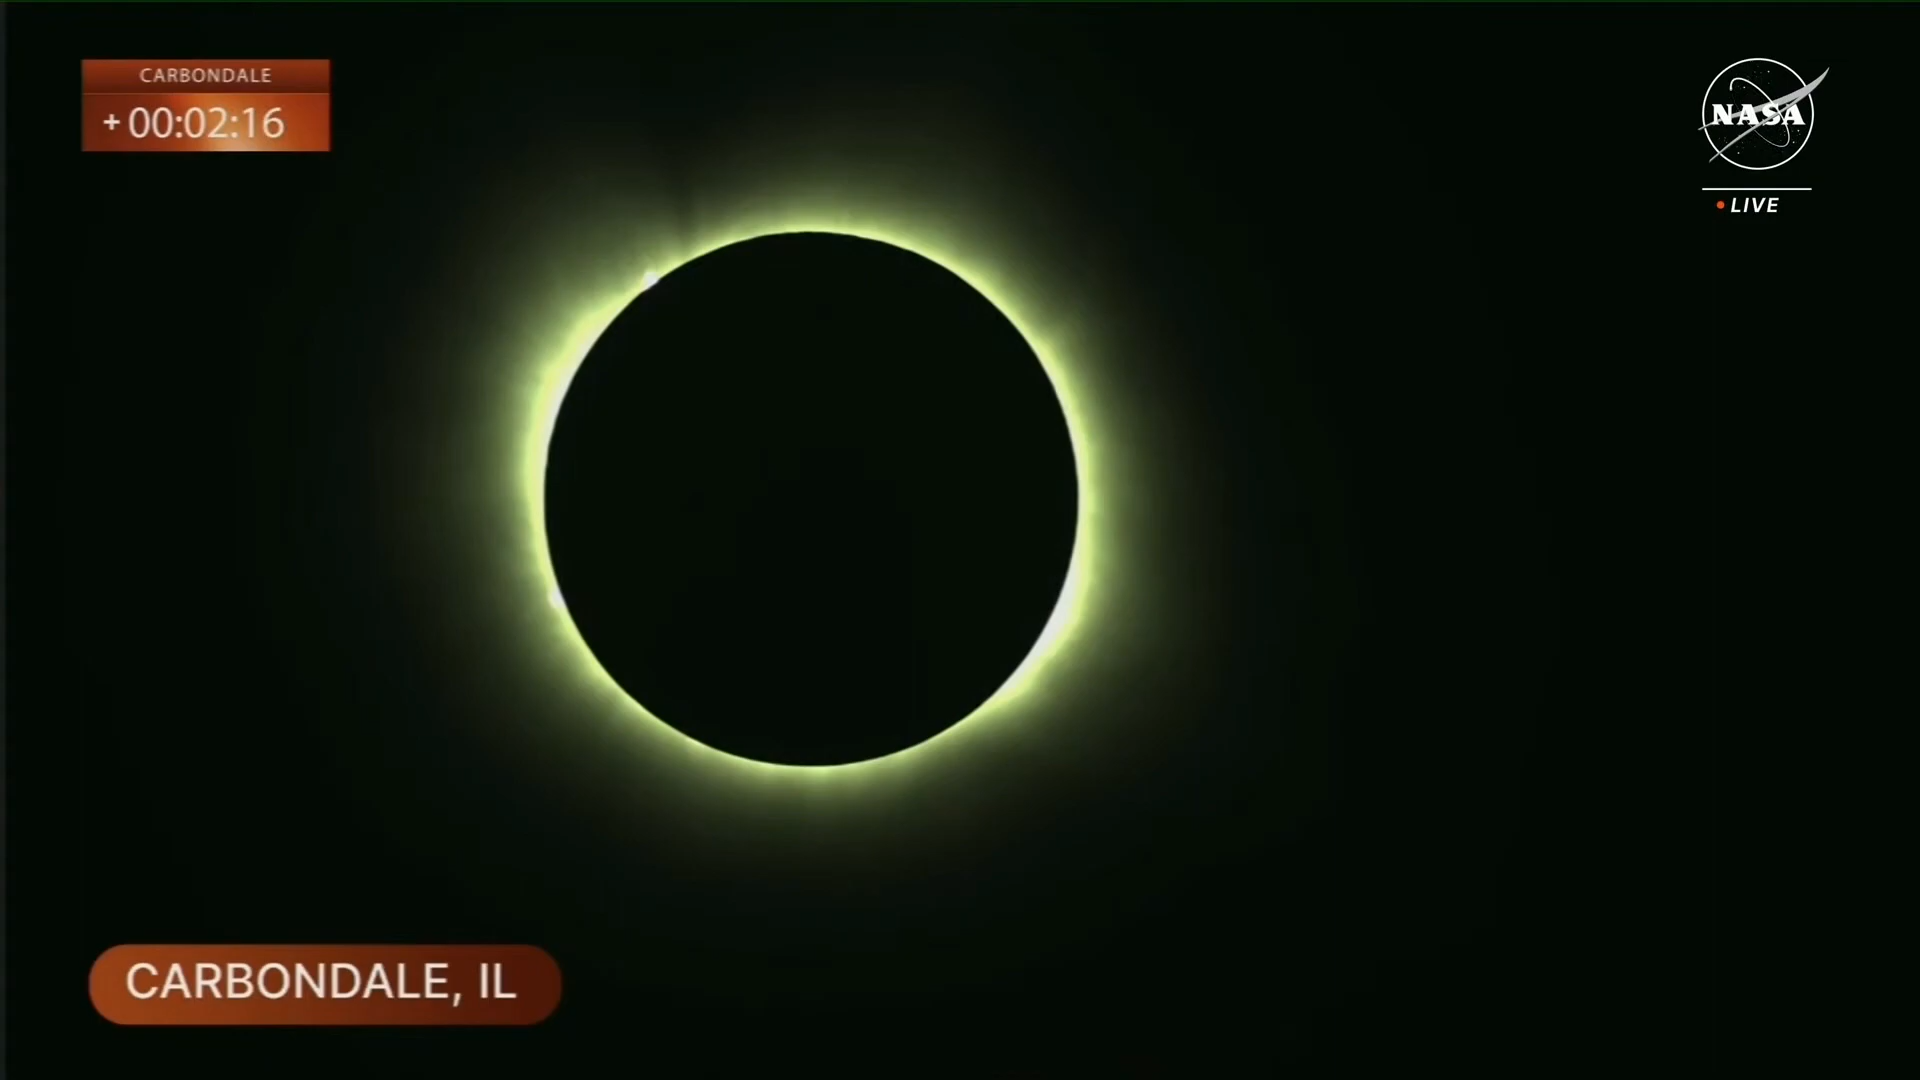 CARBONDALE
+00:02:16
NASA
LIVE
CARBONDALE, IL